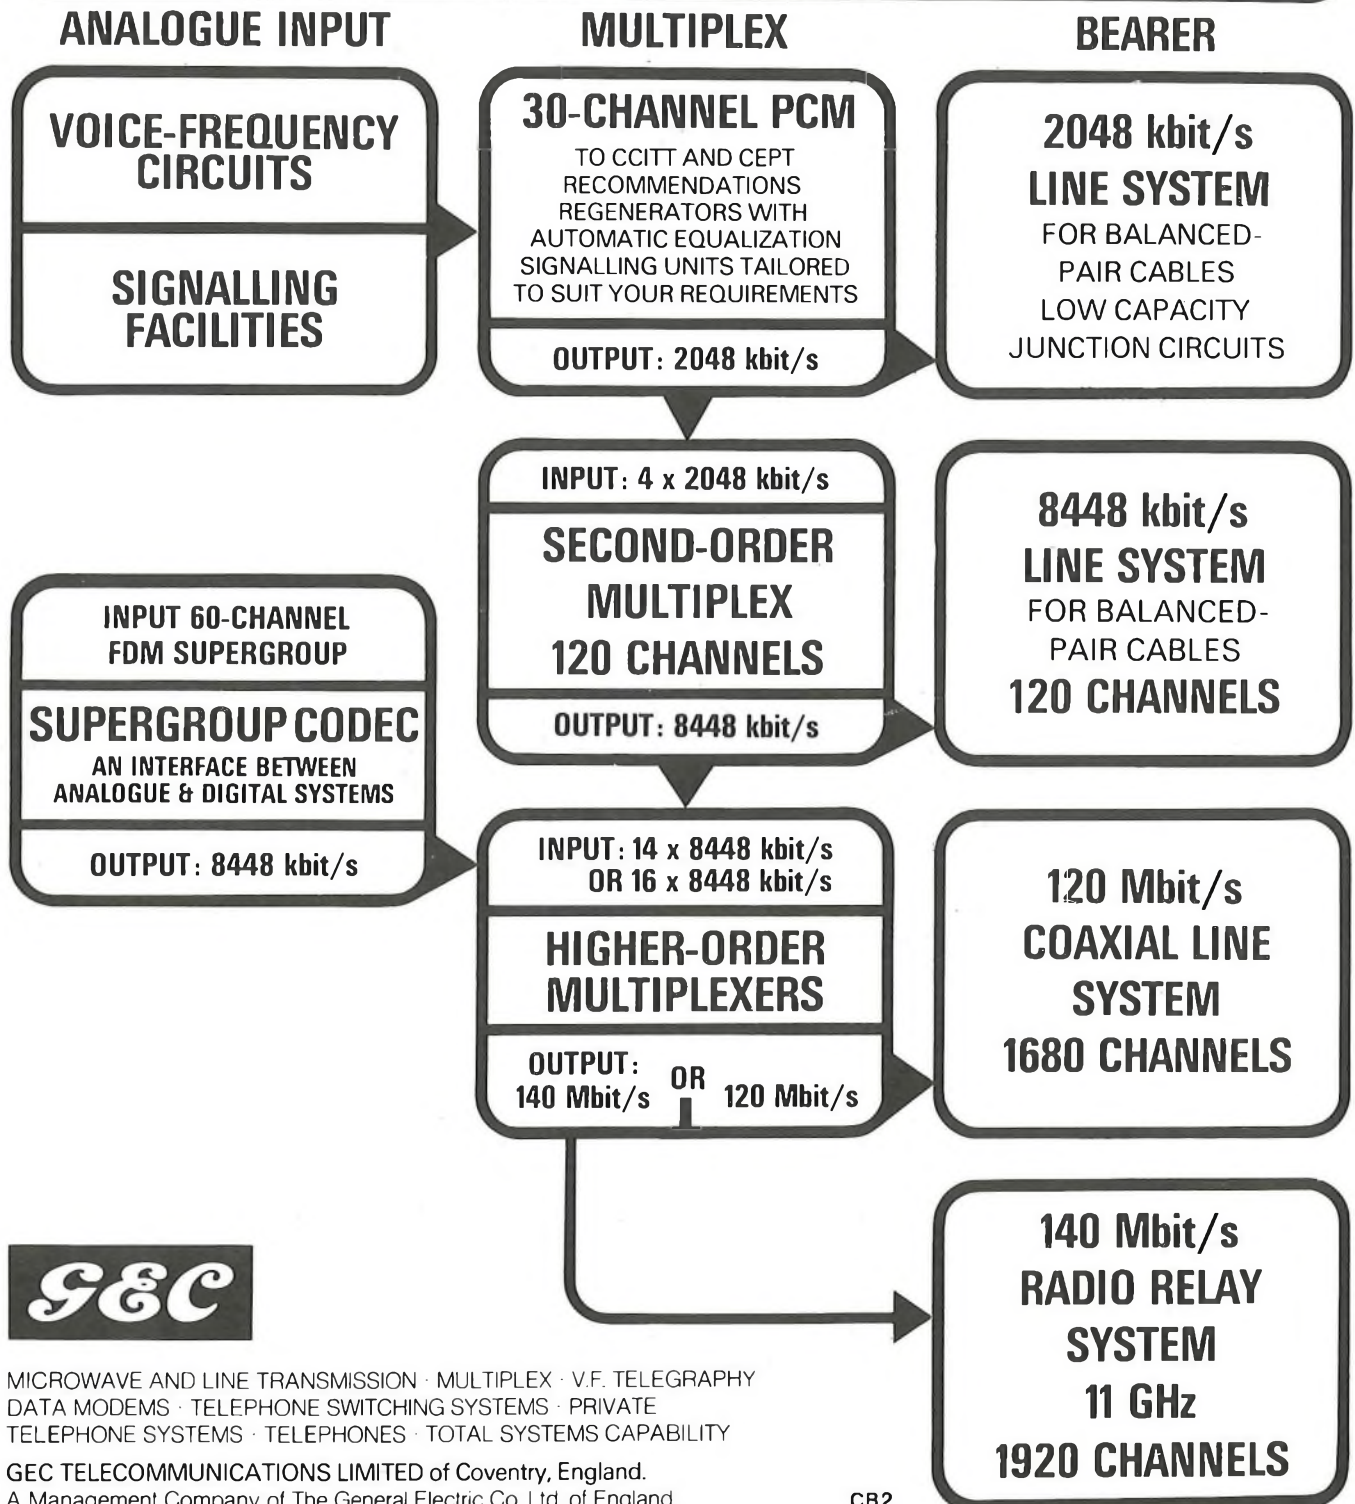 ANALOGUE INPUT
MULTIPLEX
BEARER
VOICE-FREQUENCY
CIRCUITS
SIGNALLING
FACILITIES
30-CHANNEL PCM
TO CCITT AND CEPT
RECOMMENDATIONS
REGENERATORS WITH
AUTOMATIC EQUALIZATION
SIGNALLING UNITS TAILORED
TO SUIT YOUR REQUIREMENTS
OUTPUT: 2048 kbit/s
2048 kbit/s
LINE SYSTEM
FOR BALANCED-
PAIR CABLES
LOW CAPACITY
JUNCTION CIRCUITS
INPUT: 4 x 2048 kbit/s
SECOND-ORDER
MULTIPLEX
120 CHANNELS
OUTPUT: 8448 kbit/s
8448 kbit/s
LINE SYSTEM
FOR BALANCED-
PAIR CABLES
120 CHANNELS
INPUT 60-CHANNEL
FDM SUPERGROUP
SUPERGROUP CODEC
AN INTERFACE BETWEEN
ANALOGUE & DIGITAL SYSTEMS
OUTPUT: 8448 kbit/s
INPUT: 14 x 8448 kbit/s
OR 16 x 8448 kbit/s
HIGHER-ORDER
MULTIPLEXERS
OUTPUT:
140 Mbit/s OR 120 Mbit/s
120 Mbit/s
COAXIAL LINE
SYSTEM
1680 CHANNELS
140 Mbit/s
RADIO RELAY
SYSTEM
11 GHz
1920 CHANNELS
GEC
MICROWAVE AND LINE TRANSMISSION · MULTIPLEX · V.F. TELEGRAPHY
DATA MODEMS · TELEPHONE SWITCHING SYSTEMS · PRIVATE
TELEPHONE SYSTEMS · TELEPHONES · TOTAL SYSTEMS CAPABILITY
GEC TELECOMMUNICATIONS LIMITED of Coventry, England.
A Management Company of The General Electric Co. Ltd. of England
CB2